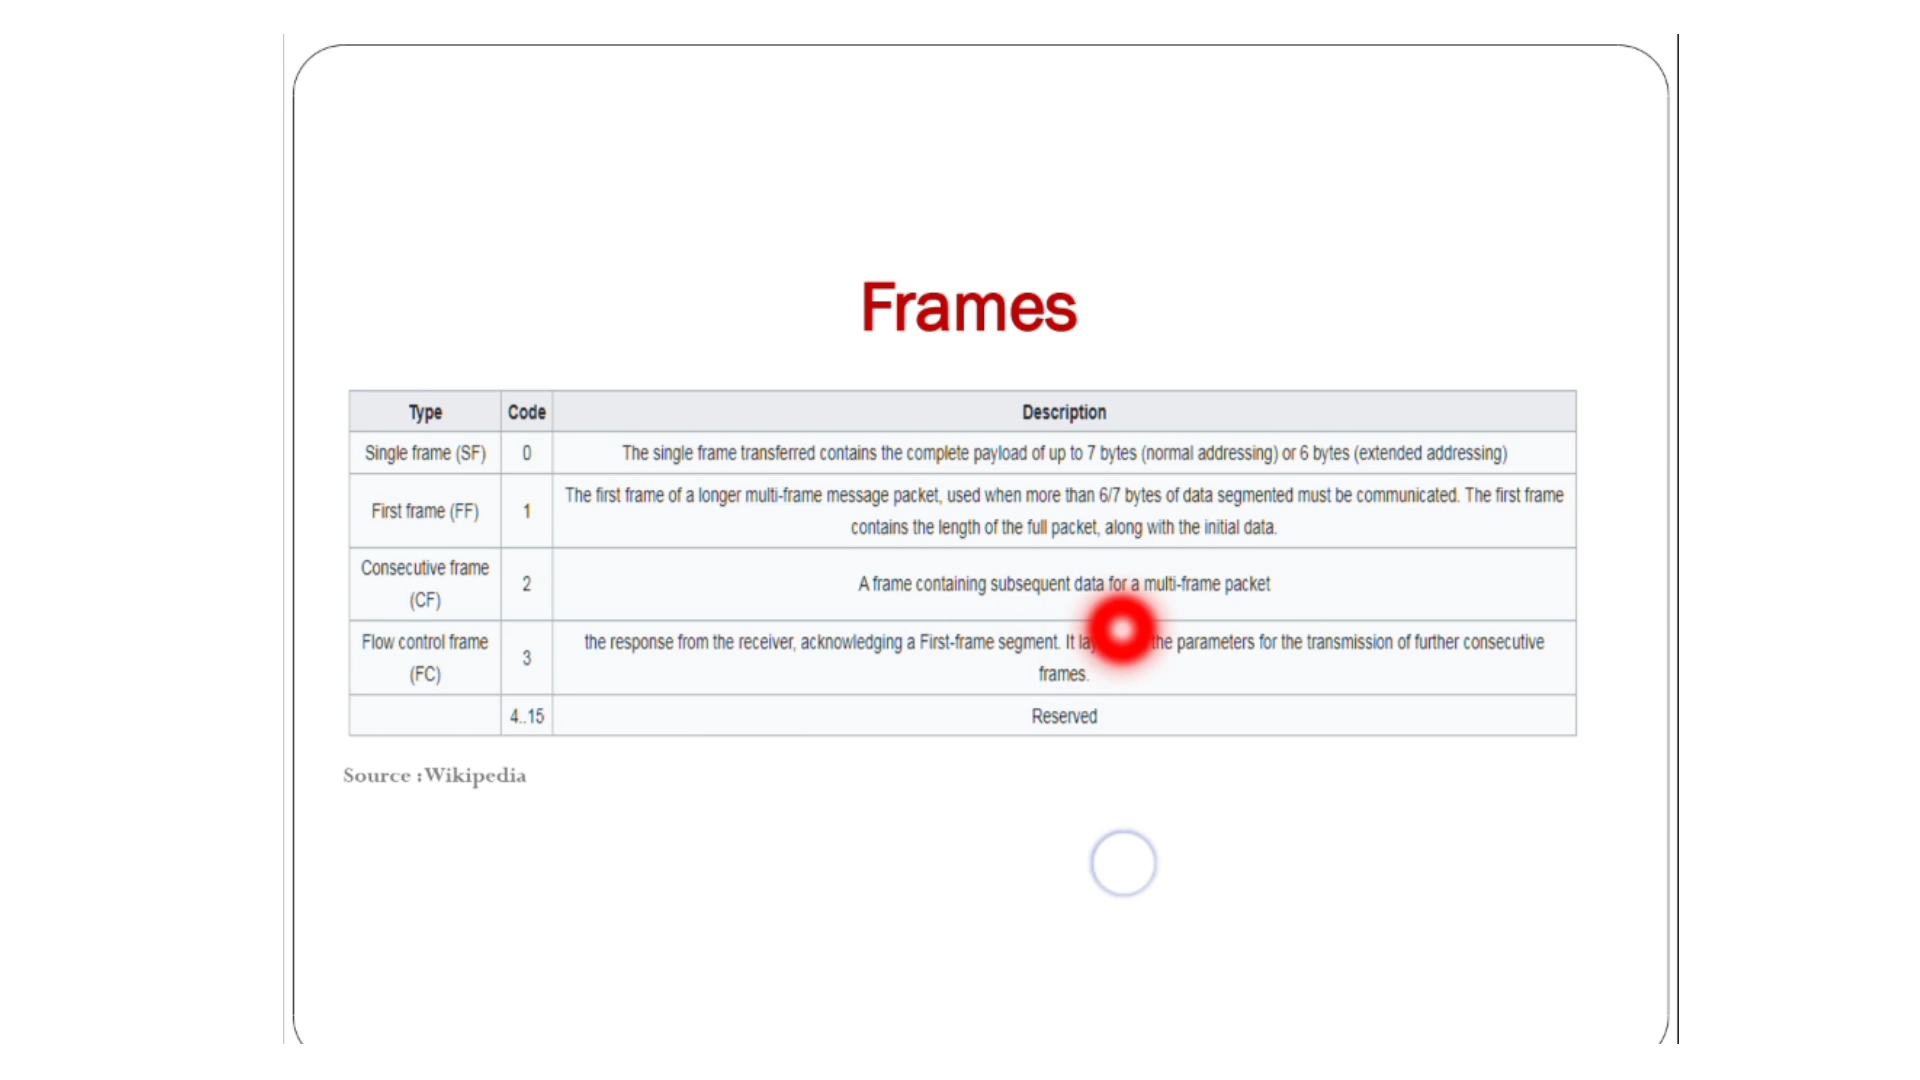 Frames
Type Code Description
Single frame (SF) 0 The single frame transferred contains the complete payload of up to 7 bytes (normal addressing) or 6 bytes (extended addressing)
First frame (FF) 1 The first frame of a longer multi-frame message packet, used when more than 6/7 bytes of data segmented must be communicated. The first frame
contains the length of the full packet, along with the initial data.
Consecutive frame
(CF) 2 A frame containing subsequent data for a multi-frame packet
Flow control frame
(FC) 3 the response from the receiver, acknowledging a First-frame segment. It the parameters for the transmission of further consecutive
frames.
4..15 Reserved
Source :Wikipedia